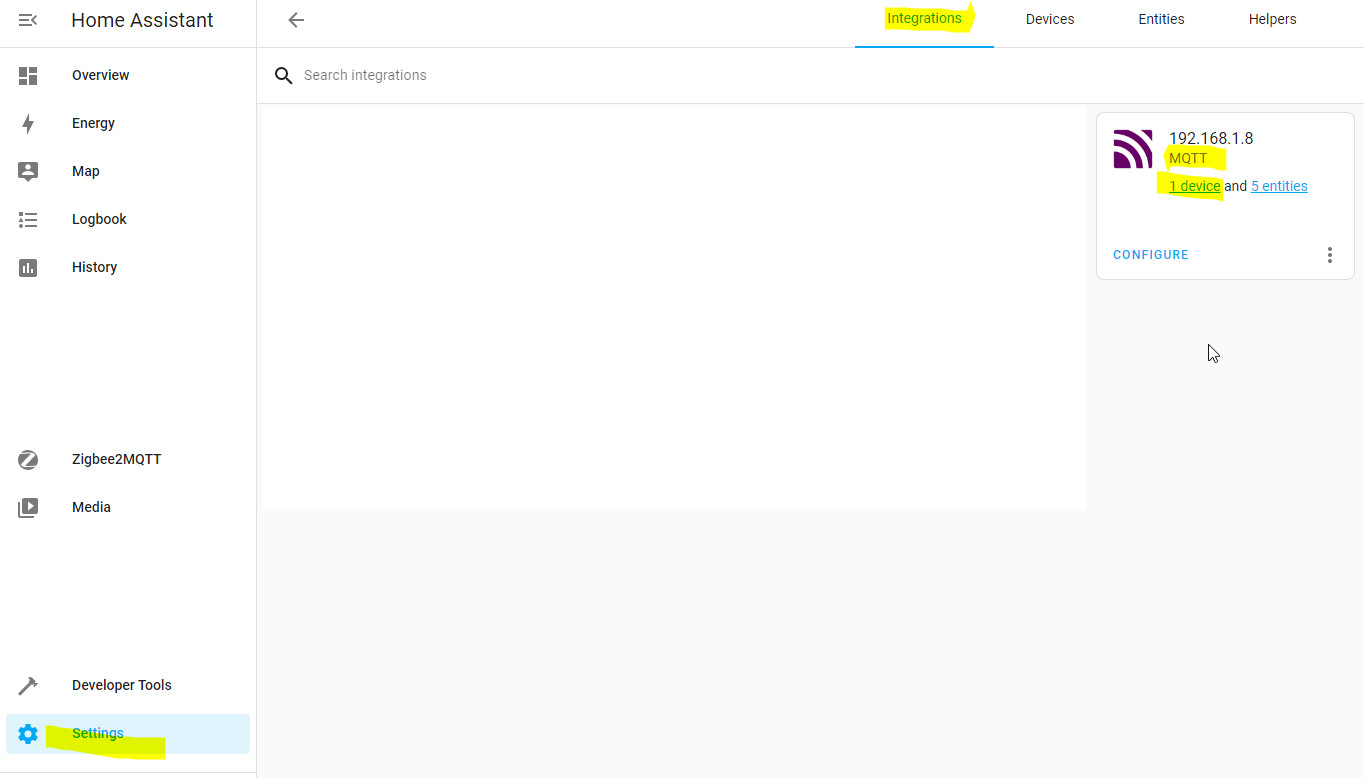 Home Assistant
Integrations
Devices
Entities
Helpers
Overview
Energy
Map
Logbook
History
Zigbee2MQTT
Media
Developer Tools
Settings
Search integrations
192.168.1.8
MQTT
1 device and 5 entities
CONFIGURE